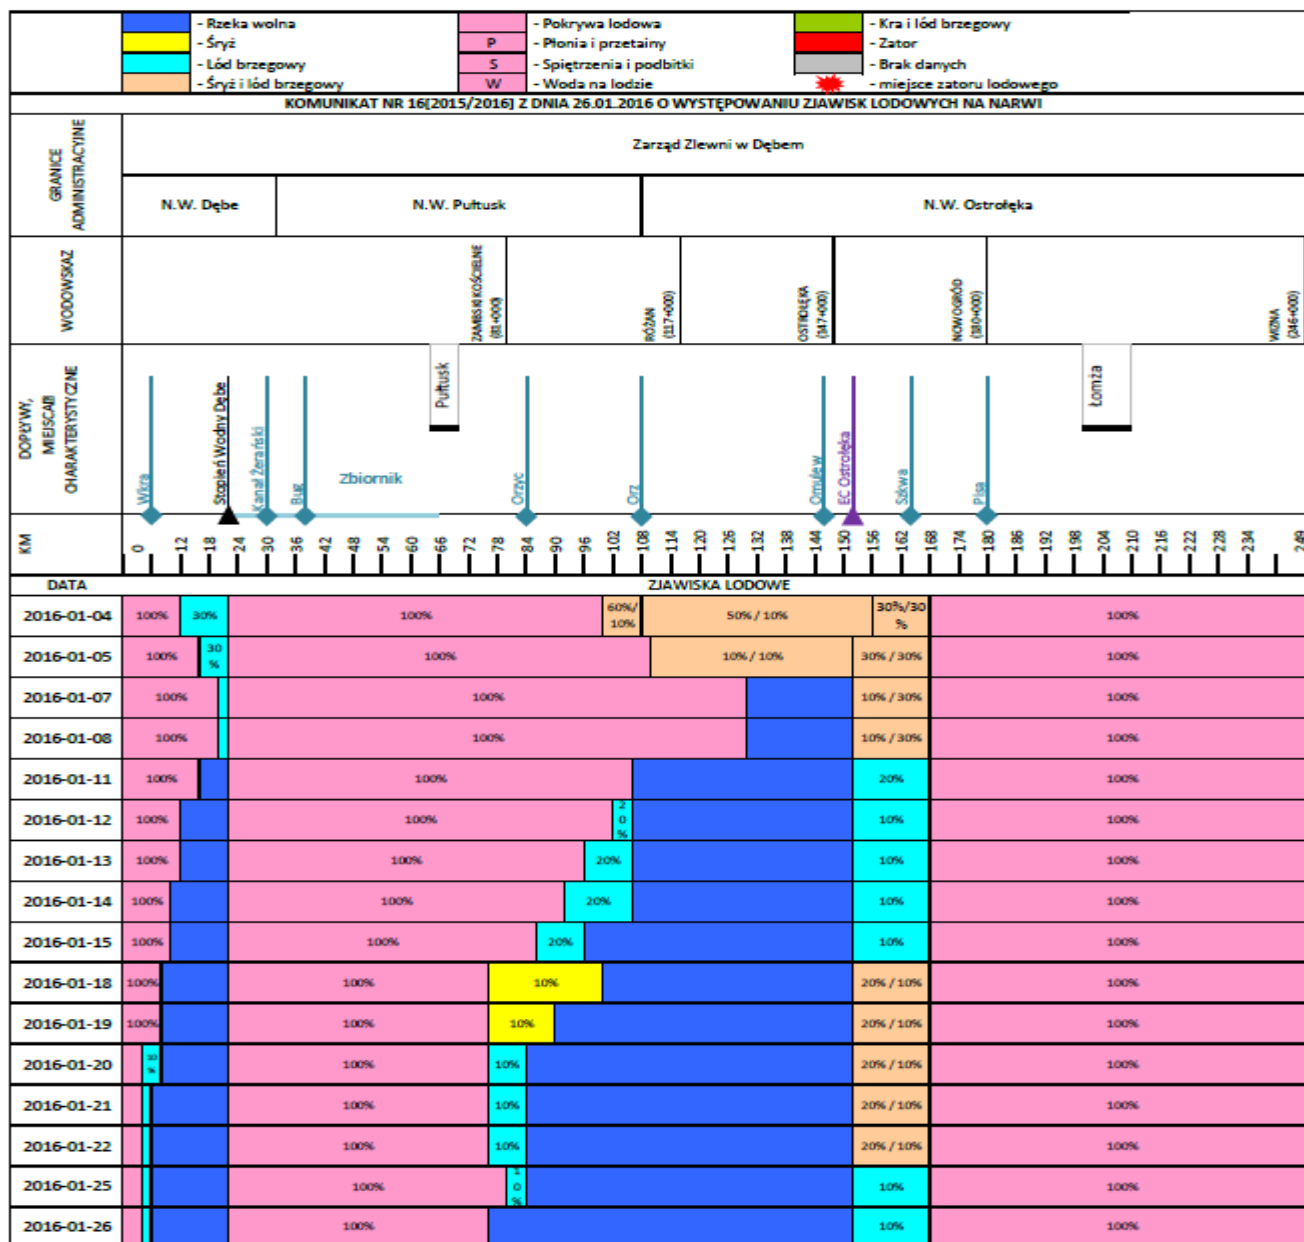 - Rzeka wolna - Pokrywa lodowa - Kra i lód brzegowy
- Śryż P - Płonia i przetainy - Zator
- Lód brzegowy S - Spiętrzenia i podbitki - Brak danych
- Śryż i lód brzegowy W - Woda na lodzie - miejsce zatoru lodowego
KOMUNIKAT NR 16[2015/2016] Z DNIA 26.01.2016 O WYSTĘPOWANIU ZJAWISK LODOWYCH NA NARWI
GRANICE ADMINISTRACYJNE
Zarząd Zlewni w Dębem
N.W. Dębe N.W. Pułtusk N.W. Ostrołęka
WODOWSKAZ
ZAMBSKI KOŚCIELNE (81+000)
RÓŻAN (117+000)
OSTROŁĘKA (147+000)
NOWOGRÓD (180+000)
WIZNA (246+000)
DOPŁYWY, MIEJSCA CHARAKTERYSTYCZNE
Wkra
Stopień Wodny Dębe
Kanał Żerański
Bug
Zbiornik
Pułtusk
Orzyc
Orz
Omulew
EC Ostrołęka
Szkwa
Pisa
Łomża
KM 0 12 18 24 30 36 42 48 54 60 66 72 78 84 90 96 102 108 114 120 126 132 138 144 150 156 162 168 174 180 186 192 198 204 210 216 222 228 234 249
DATA ZJAWISKA LODOWE
2016-01-04 100% 30% 100% 60%/10% 50% / 10% 30%/30% 100%
2016-01-05 100% 30% 100% 10% / 10% 30% / 30% 100%
2016-01-07 100% 100% 10% / 30% 100%
2016-01-08 100% 100% 10% / 30% 100%
2016-01-11 100% 100% 20% 100%
2016-01-12 100% 100% 20% 10% 100%
2016-01-13 100% 100% 20% 10% 100%
2016-01-14 100% 100% 20% 10% 100%
2016-01-15 100% 100% 20% 10% 100%
2016-01-18 100% 100% 10% 20% / 10% 100%
2016-01-19 100% 100% 10% 20% / 10% 100%
2016-01-20 10% 100% 10% 20% / 10% 100%
2016-01-21 100% 10% 20% / 10% 100%
2016-01-22 100% 10% 20% / 10% 100%
2016-01-25 100% 10% 10% 100%
2016-01-26 100% 10% 100%